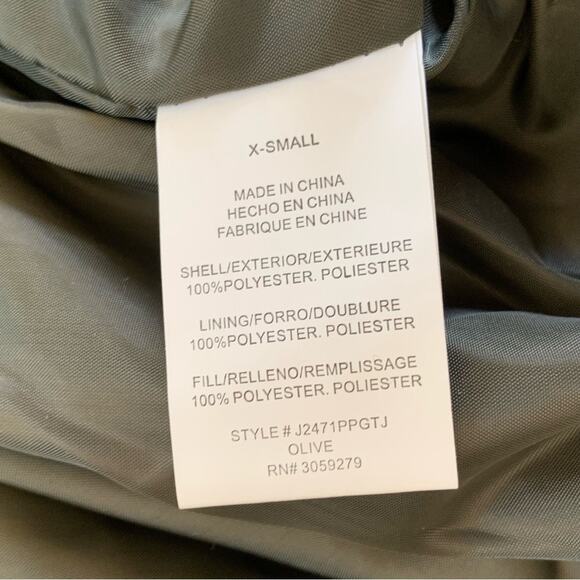 X-SMALL
MADE IN CHINA
HECHO EN CHINA
FABRIQUE EN CHINE
SHELL/EXTERIOR/EXTERIEURE
100%POLYESTER. POLIESTER
LINING/FORRO/DOUBLURE
100%POLYESTER. POLIESTER
FILL/RELLENO/REMPLISSAGE
100% POLYESTER. POLIESTER
STYLE # J2471PPGTJ
OLIVE
RN# 3059279